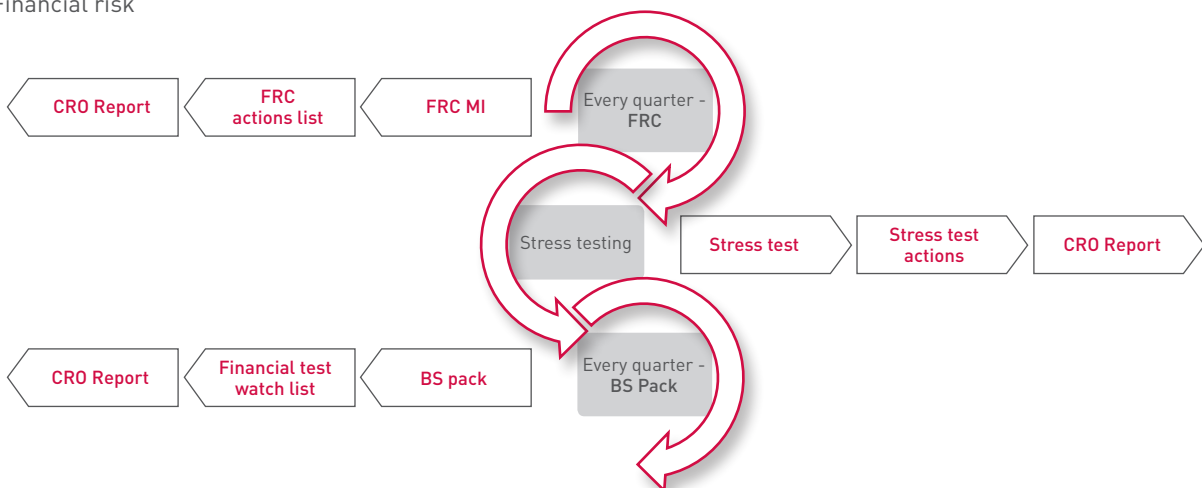 Financial risk
CRO Report
FRC
actions list
FRC MI
Every quarter -
FRC
Stress testing
Stress test
Stress test
actions
CRO Report
CRO Report
Financial test
watch list
BS pack
Every quarter -
BS Pack